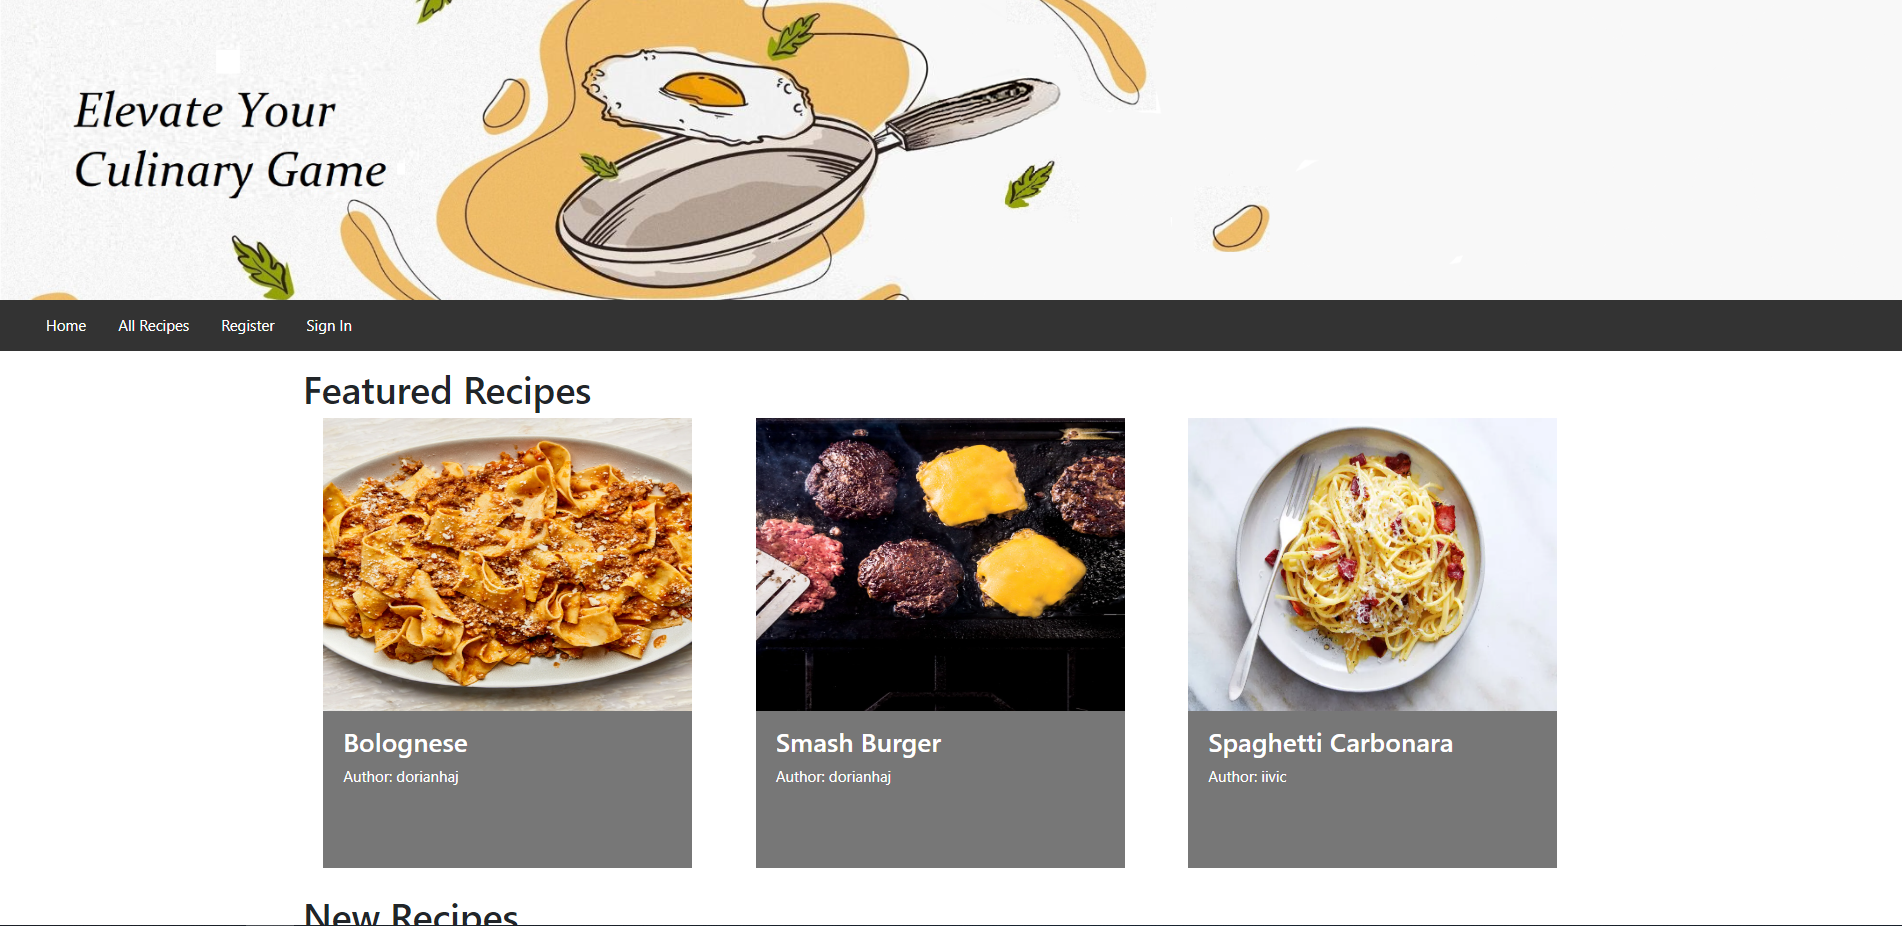 Elevate Your
Culinary Game
Home
All Recipes
Register
Sign In
Featured Recipes
Bolognese
Author: dorianhaj
Smash Burger
Author: dorianhaj
Spaghetti Carbonara
Author: iivic
New Recipes